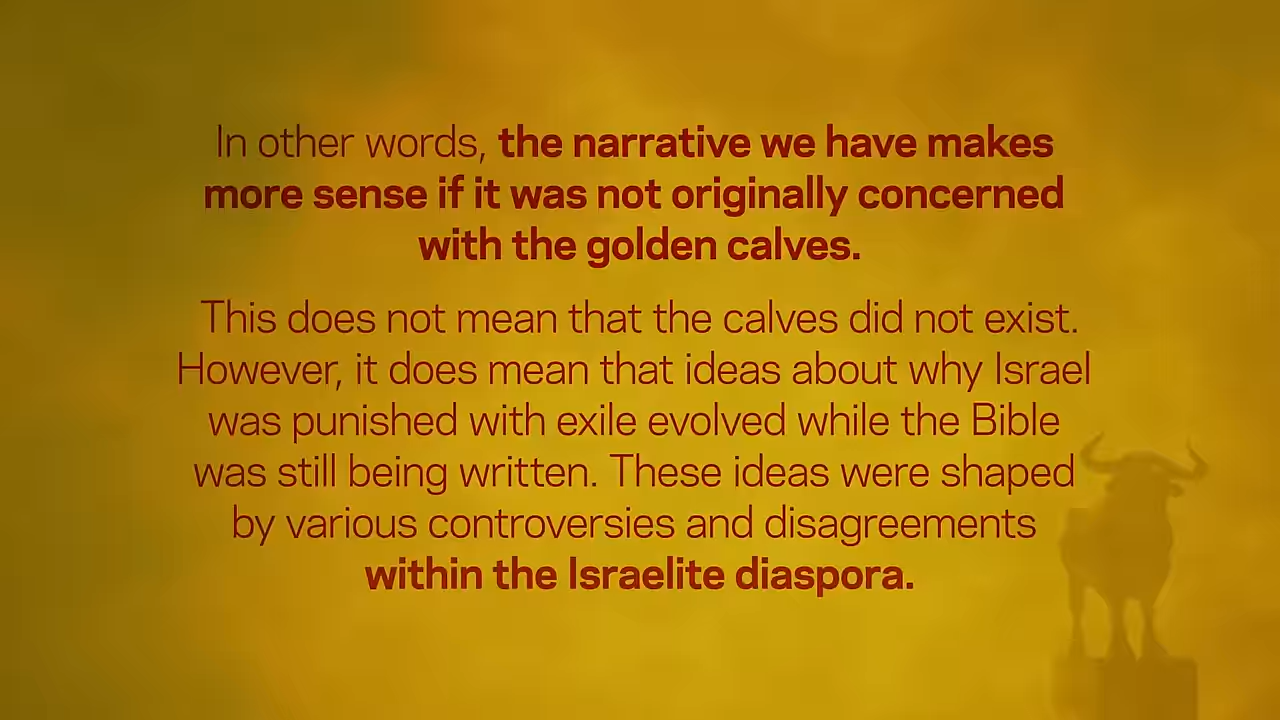 In other words, the narrative we have makes
more sense if it was not originally concerned
with the golden calves.
This does not mean that the calves did not exist.
However, it does mean that ideas about why Israel
was punished with exile evolved while the Bible
was still being written. These ideas were shaped
by various controversies and disagreements
within the Israelite diaspora.